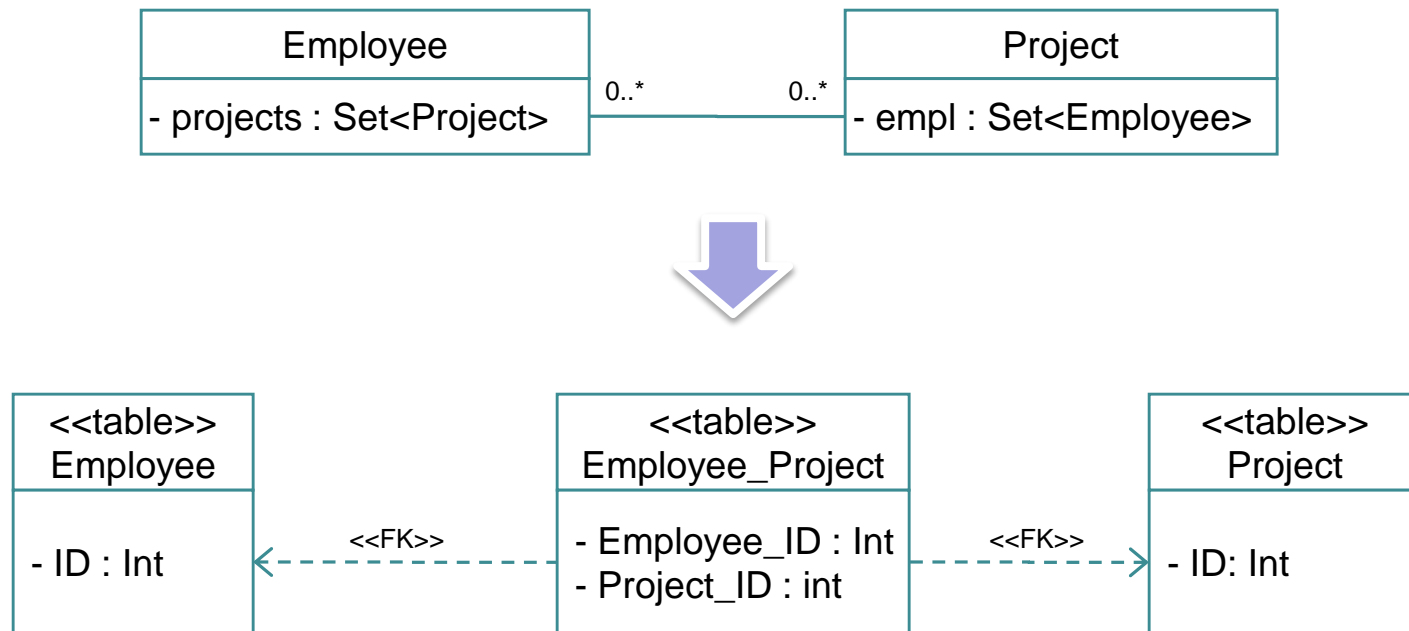 Employee
- projects : Set<Project>
0..*
0..*
Project
- empl : Set<Employee>
<<table>>
Employee
- ID : Int
<<FK>>
<<table>>
Employee_Project
- Employee_ID : Int
- Project_ID : int
<<FK>>
<<table>>
Project
- ID: Int